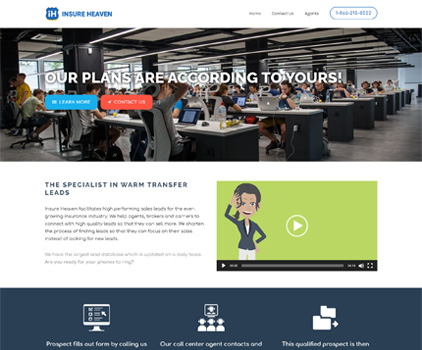 INSURE HEAVEN
Home Contact us Agents 1-866-210-8522
OUR PLANS ARE ACCORDING TO YOURS!
LEARN MORE CONTACT US
THE SPECIALIST IN WARM TRANSFER
LEADS
Insure Heaven facilitates high performing sales leads for the ever-
growing insurance industry. We help agents, brokers and carriers to
connect with high quality leads so that they can sell more. We shorten
the process of finding leads so that they can focus on their sales
instead of looking for new leads.
We have the largest lead database which is updated on a daily basis.
Are you ready for your phones to ring?
Prospect fills out form by calling us
Our call center agent contacts and
This qualified prospect is then